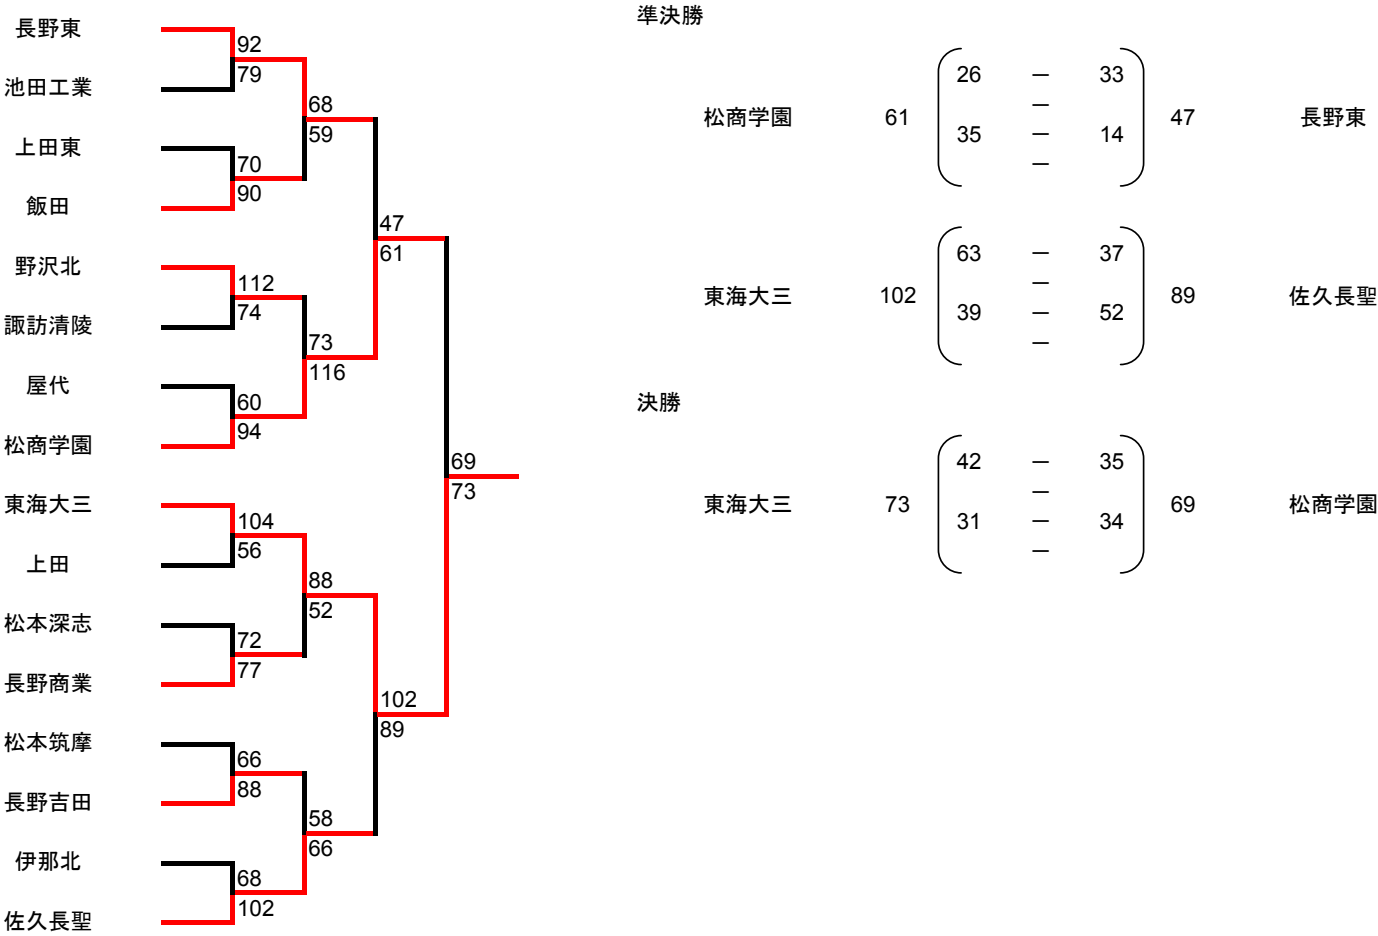 長野東
92
79
池田工業
68
59
上田東
70
90
飯田
47
61
野沢北
112
74
諏訪清陵
73
116
屋代
60
94
松商学園
69
73
東海大三
104
56
上田
88
52
松本深志
72
77
長野商業
102
89
松本筑摩
66
88
長野吉田
58
66
伊那北
68
102
佐久長聖
準決勝
26 — 33
—
松商学園 61 47 長野東
35 — 14
—
63 — 37
—
東海大三 102 89 佐久長聖
39 — 52
—
決勝
42 — 35
—
東海大三 73 69 松商学園
31 — 34
—